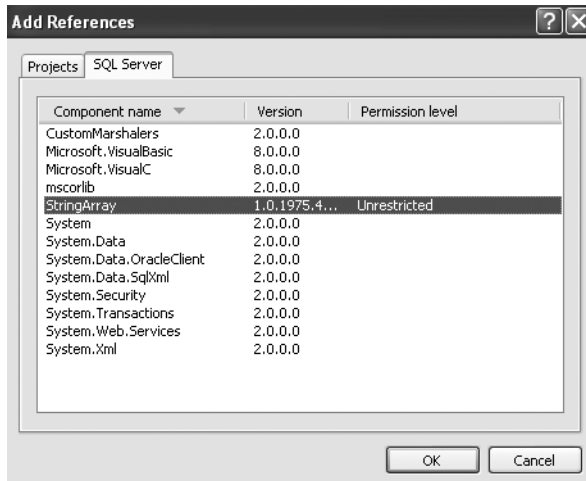 Add References
Projects SQL Server
Component name Version Permission level
CustomMarshalers 2.0.0.0
Microsoft.VisualBasic 8.0.0.0
Microsoft.VisualC 8.0.0.0
mscorlib 2.0.0.0
StringArray 1.0.1975.4... Unrestricted
System 2.0.0.0
System.Data 2.0.0.0
System.Data.OracleClient 2.0.0.0
System.Data.SqlXml 2.0.0.0
System.Security 2.0.0.0
System.Transactions 2.0.0.0
System.Web.Services 2.0.0.0
System.Xml 2.0.0.0
OK Cancel